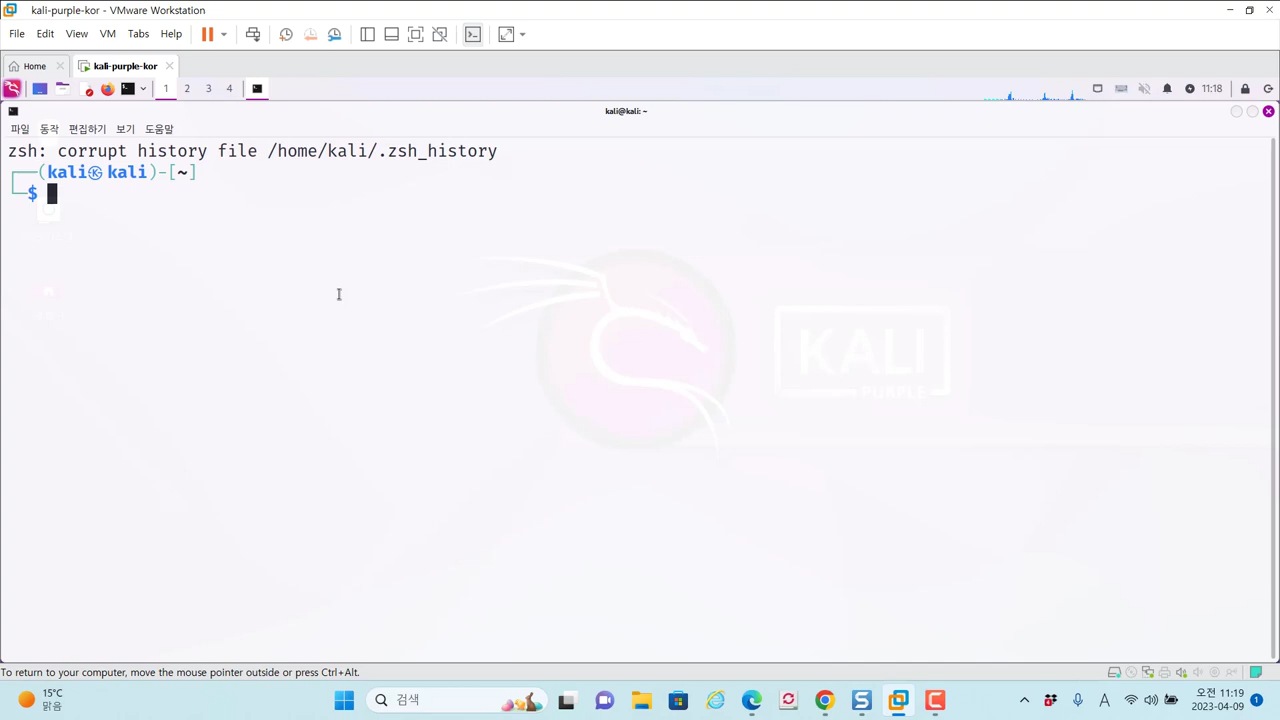 kali-purple-kor - VMware Workstation
File Edit View VM Tabs Help
Home kali-purple-kor
1 2 3 4 11:18
kali@kali: ~
파일 동작 편집하기 보기 도움말
zsh: corrupt history file /home/kali/.zsh_history
┌──(kali㉿kali)-[~]
└─$
KALI
PURPLE
To return to your computer, move the mouse pointer outside or press Ctrl+Alt.
15°C
맑음
검색
A
오전 11:19
2023-04-09
1